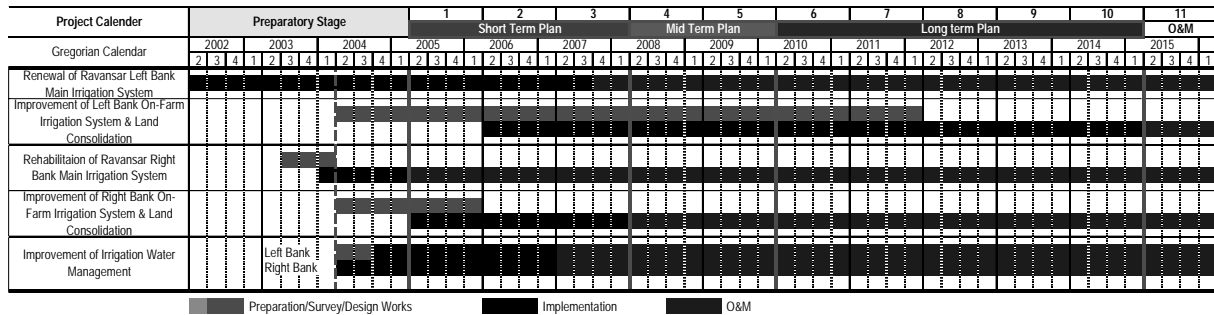 Project Calender Preparatory Stage 1 2 3 4 5 6 7 8 9 10 11
Short Term Plan Mid Term Plan Long term Plan O&M
Gregorian Calendar 2002 2003 2004 2005 2006 2007 2008 2009 2010 2011 2012 2013 2014 2015
2 3 4 1 2 3 4 1 2 3 4 1 2 3 4 1 2 3 4 1 2 3 4 1 2 3 4 1 2 3 4 1 2 3 4 1 2 3 4 1 2 3 4 1 2 3 4 1 2 3 4 1 2 3 4 1
Renewal of Ravansar Left Bank
Main Irrigation System
Improvement of Left Bank On-Farm
Irrigation System & Land
Consolidation
Rehabilitaion of Ravansar Right
Bank Main Irrigation System
Improvement of Right Bank On-
Farm Irrigation System & Land
Consolidation
Improvement of Irrigation Water
Management
Left Bank
Right Bank
Preparation/Survey/Design Works Implementation O&M